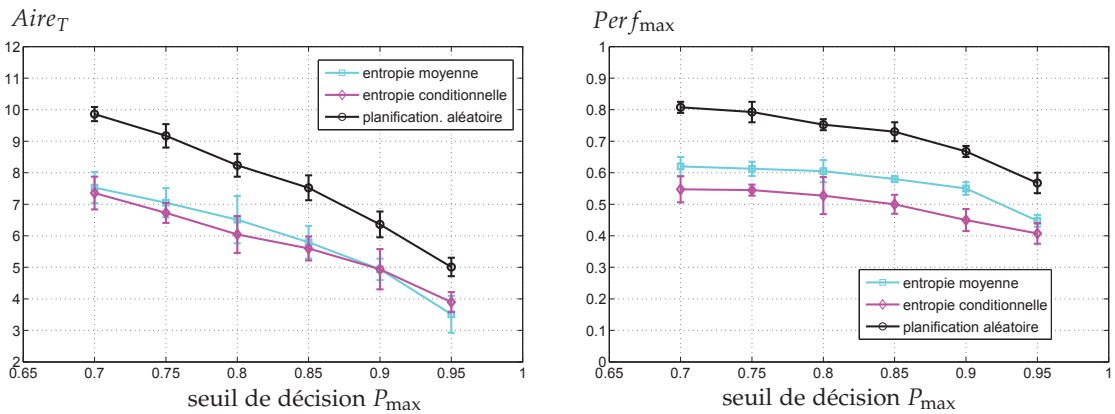 Aire_T
12
11
10
9
8
7
6
5
4
3
2
0.65 0.7 0.75 0.8 0.85 0.9 0.95 1
seuil de décision P_max
entropie moyenne
entropie conditionnelle
planification. aléatoire
Perf_max
1
0.9
0.8
0.7
0.6
0.5
0.4
0.3
0.2
0.1
0
0.65 0.7 0.75 0.8 0.85 0.9 0.95 1
seuil de décision P_max
entropie moyenne
entropie conditionnelle
planification aléatoire